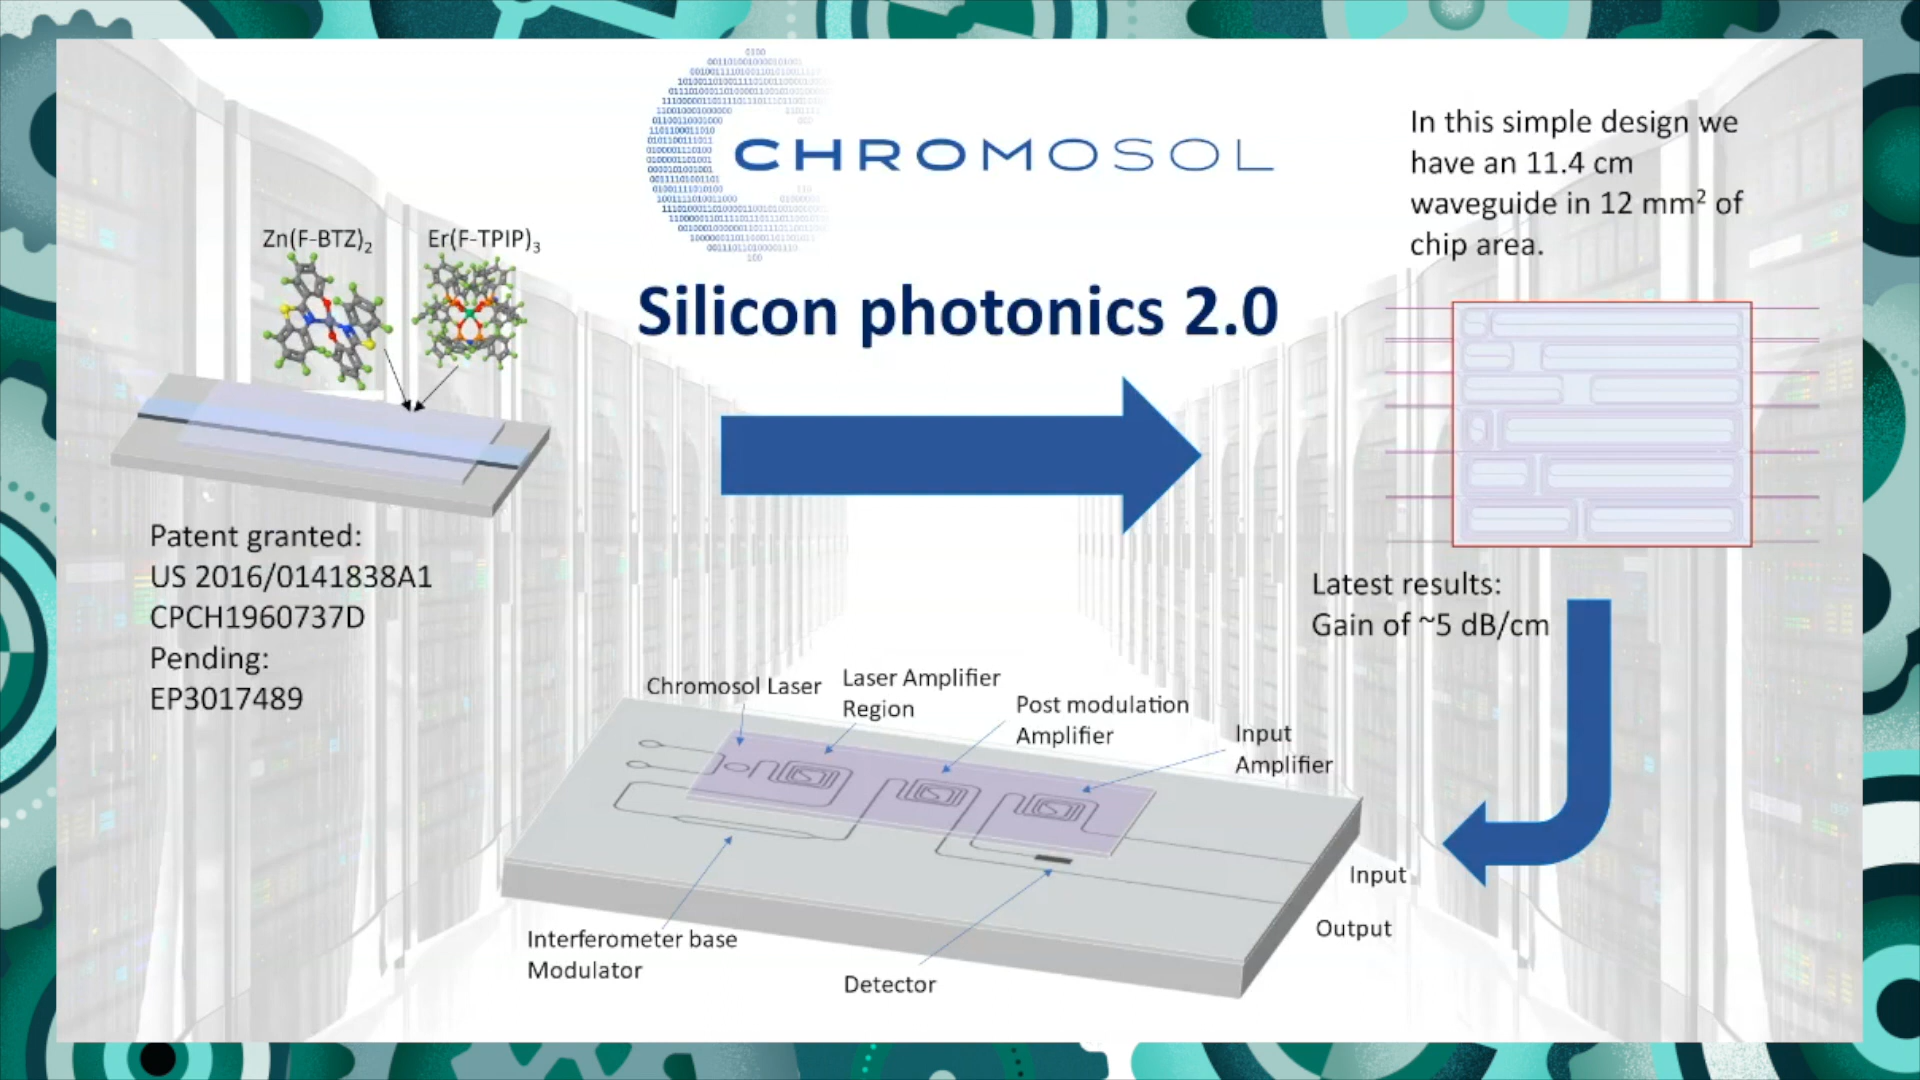 CHROMOSOL
Silicon photonics 2.0
Zn(F-BTZ)2
Er(F-TPIP)3
Patent granted:
US 2016/0141838A1
CPCH1960737D
Pending:
EP3017489
In this simple design we
have an 11.4 cm
waveguide in 12 mm² of
chip area.
Latest results:
Gain of ~5 dB/cm
Chromosol Laser
Laser Amplifier
Region
Post modulation
Amplifier
Input
Amplifier
Input
Output
Interferometer base
Modulator
Detector